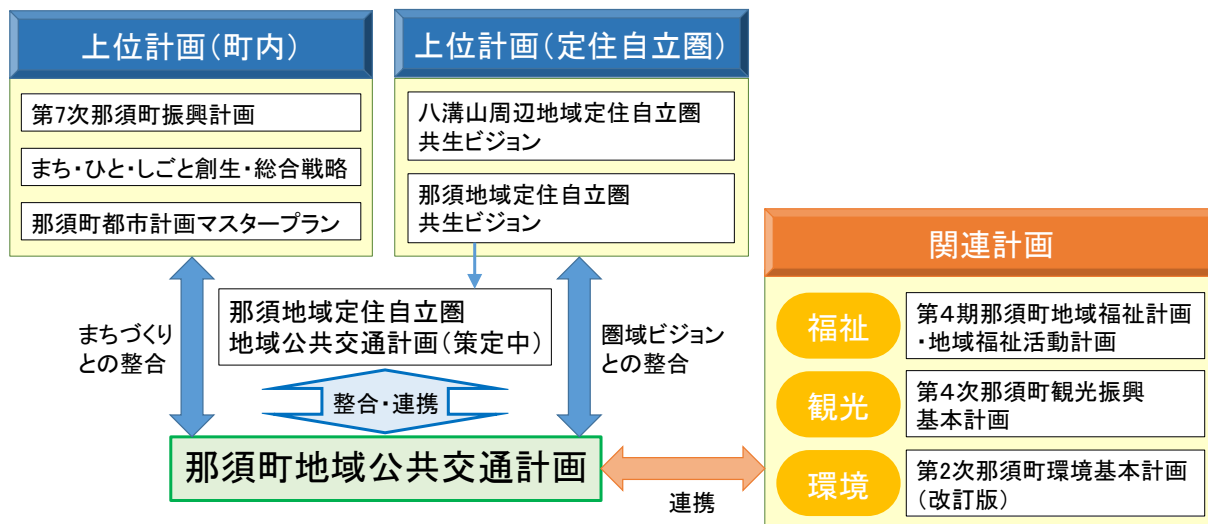 上位計画(町内)
第7次那須町振興計画
まち・ひと・しごと創生・総合戦略
那須町都市計画マスタープラン
上位計画(定住自立圏)
八溝山周辺地域定住自立圏
共生ビジョン
那須地域定住自立圏
共生ビジョン
那須地域定住自立圏
地域公共交通計画(策定中)
まちづくり
との整合
圏域ビジョン
との整合
整合・連携
那須町地域公共交通計画
連携
関連計画
福祉
第4期那須町地域福祉計画
・地域福祉活動計画
観光
第4次那須町観光振興
基本計画
環境
第2次那須町環境基本計画
(改訂版)